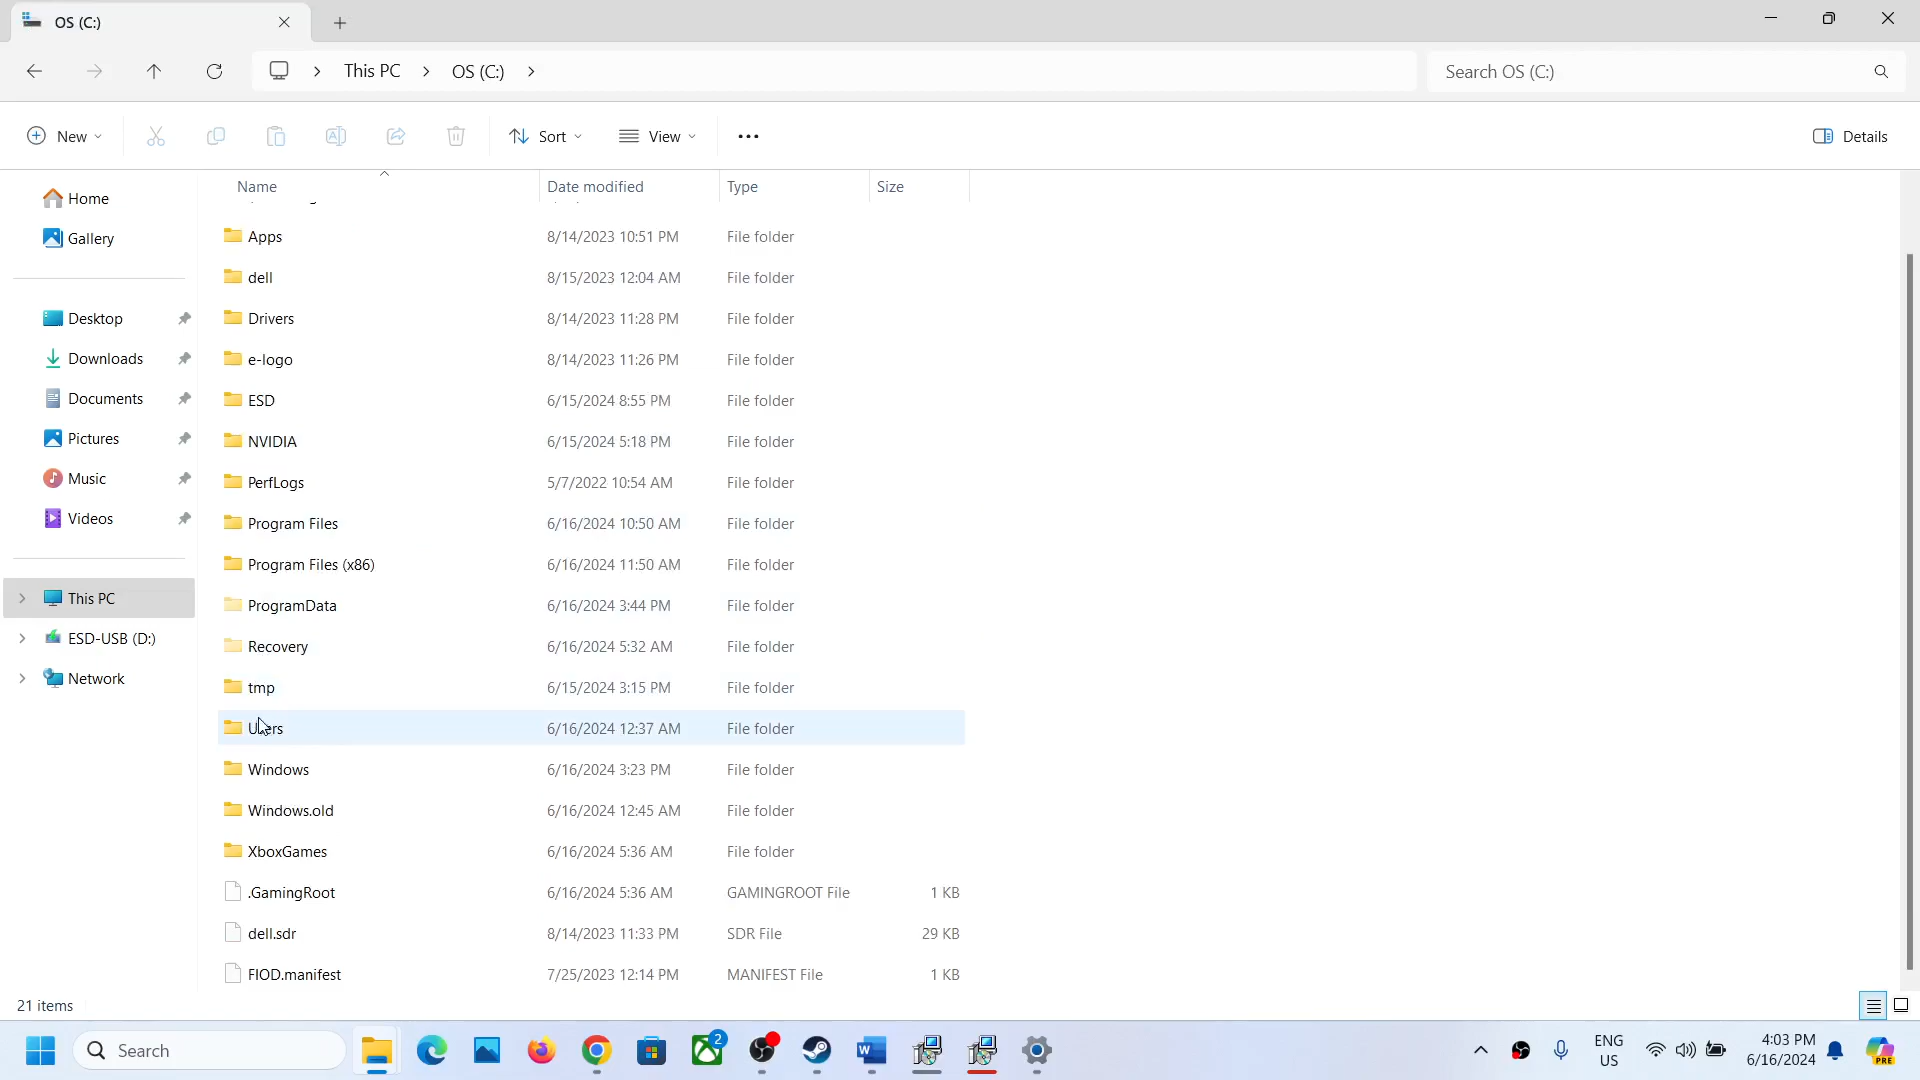 OS (C:)
This PC > OS (C:) >
Search OS (C:)
New
Sort
View
Details
Name Date modified Type Size
Home
Gallery
Desktop
Downloads
Documents
Pictures
Music
Videos
This PC
ESD-USB (D:)
Network
Apps 8/14/2023 10:51 PM File folder
dell 8/15/2023 12:04 AM File folder
Drivers 8/14/2023 11:28 PM File folder
e-logo 8/14/2023 11:26 PM File folder
ESD 6/15/2024 8:55 PM File folder
NVIDIA 6/15/2024 5:18 PM File folder
PerfLogs 5/7/2022 10:54 AM File folder
Program Files 6/16/2024 10:50 AM File folder
Program Files (x86) 6/16/2024 11:50 AM File folder
ProgramData 6/16/2024 3:44 PM File folder
Recovery 6/16/2024 5:32 AM File folder
tmp 6/15/2024 3:15 PM File folder
Users 6/16/2024 12:37 AM File folder
Windows 6/16/2024 3:23 PM File folder
Windows.old 6/16/2024 12:45 AM File folder
XboxGames 6/16/2024 5:36 AM File folder
.GamingRoot 6/16/2024 5:36 AM GAMINGROOT File 1 KB
dell.sdr 8/14/2023 11:33 PM SDR File 29 KB
FIOD.manifest 7/25/2023 12:14 PM MANIFEST File 1 KB
21 items
Search
2
ENG
US
4:03 PM
6/16/2024
PRE